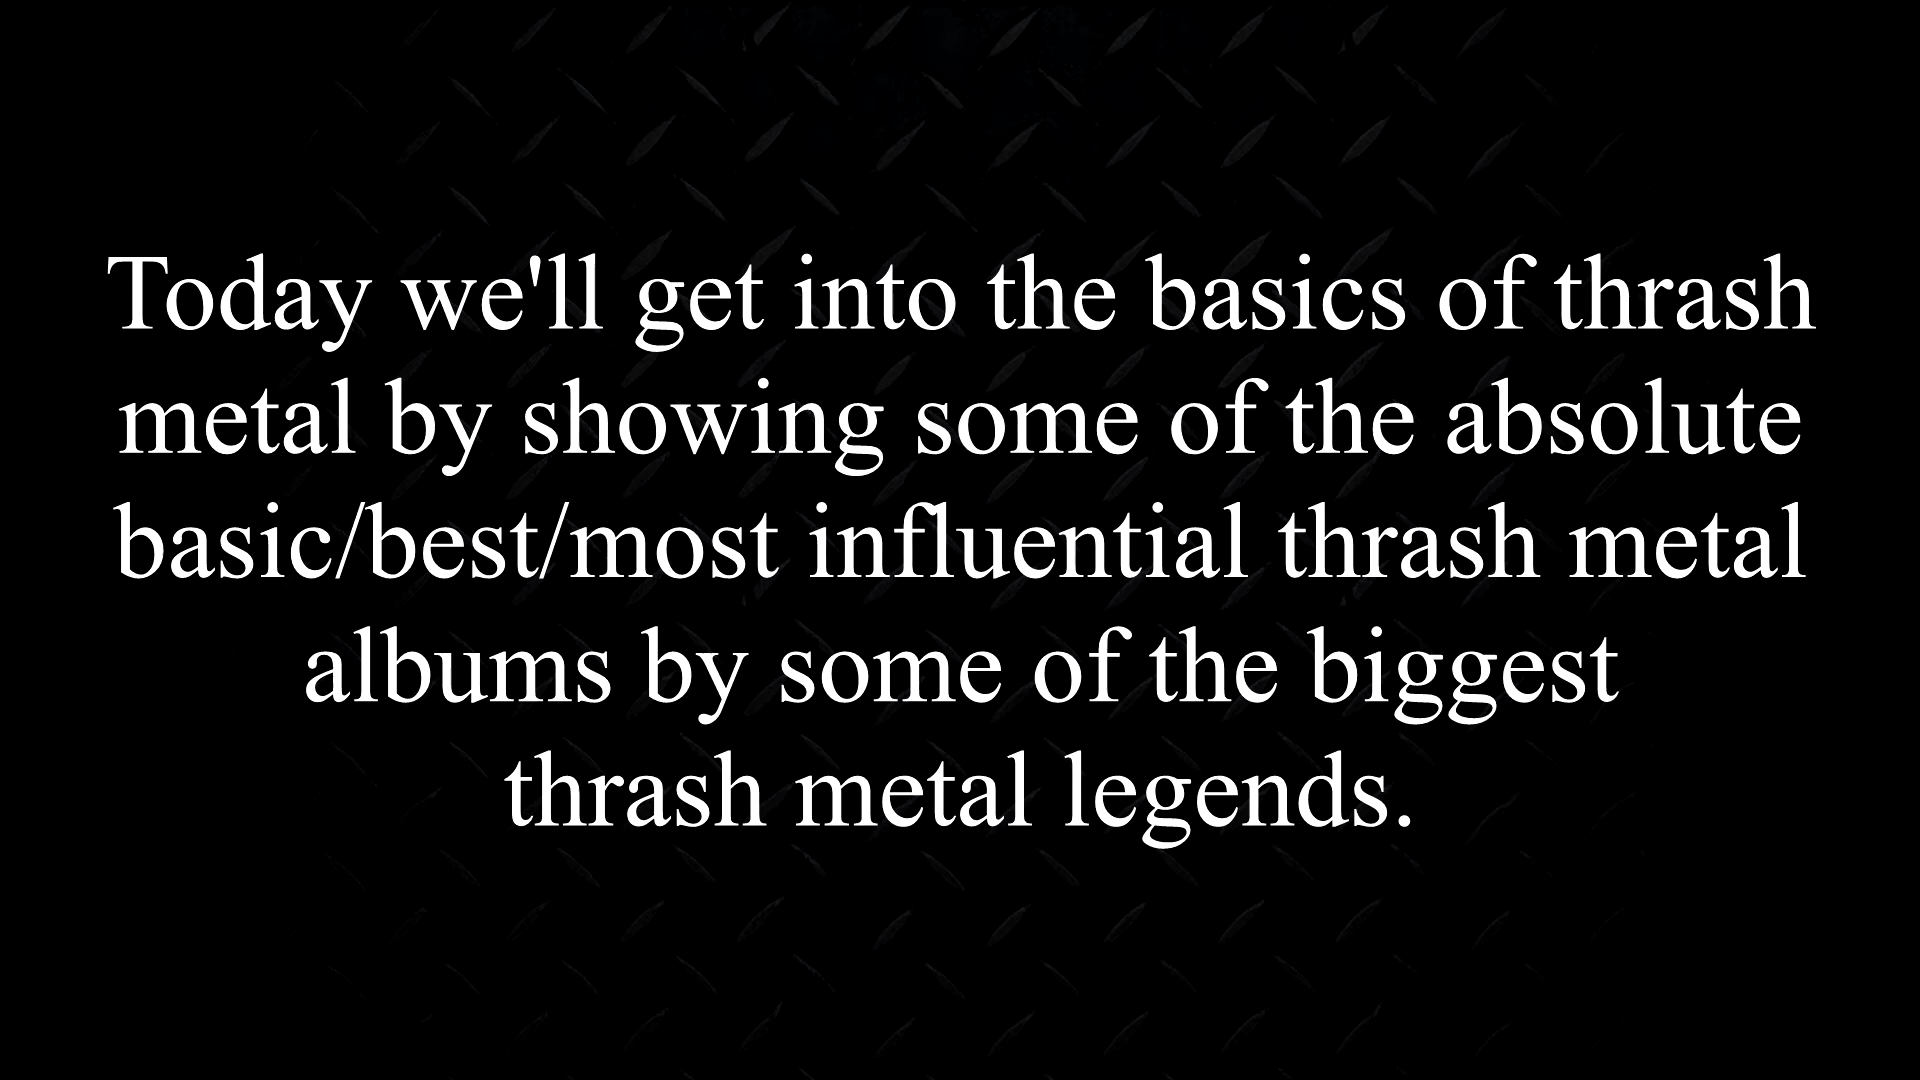 Today we'll get into the basics of thrash
metal by showing some of the absolute
basic/best/most influential thrash metal
albums by some of the biggest
thrash metal legends.